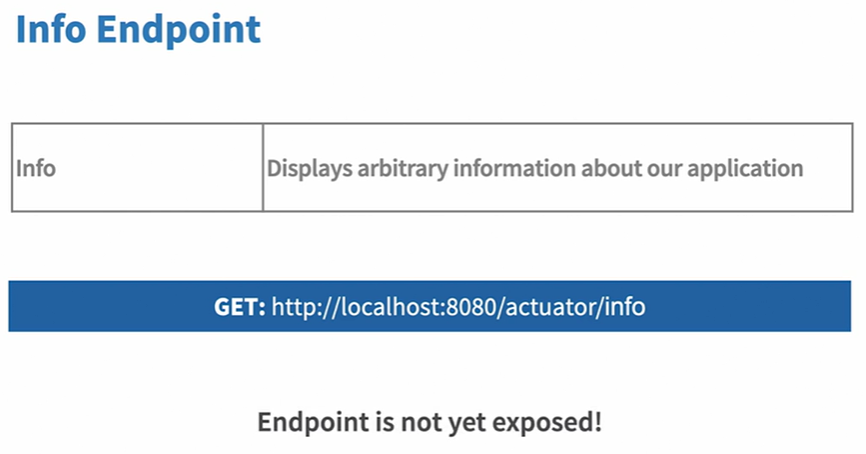 Info Endpoint
Info
Displays arbitrary information about our application
GET: http://localhost:8080/actuator/info
Endpoint is not yet exposed!